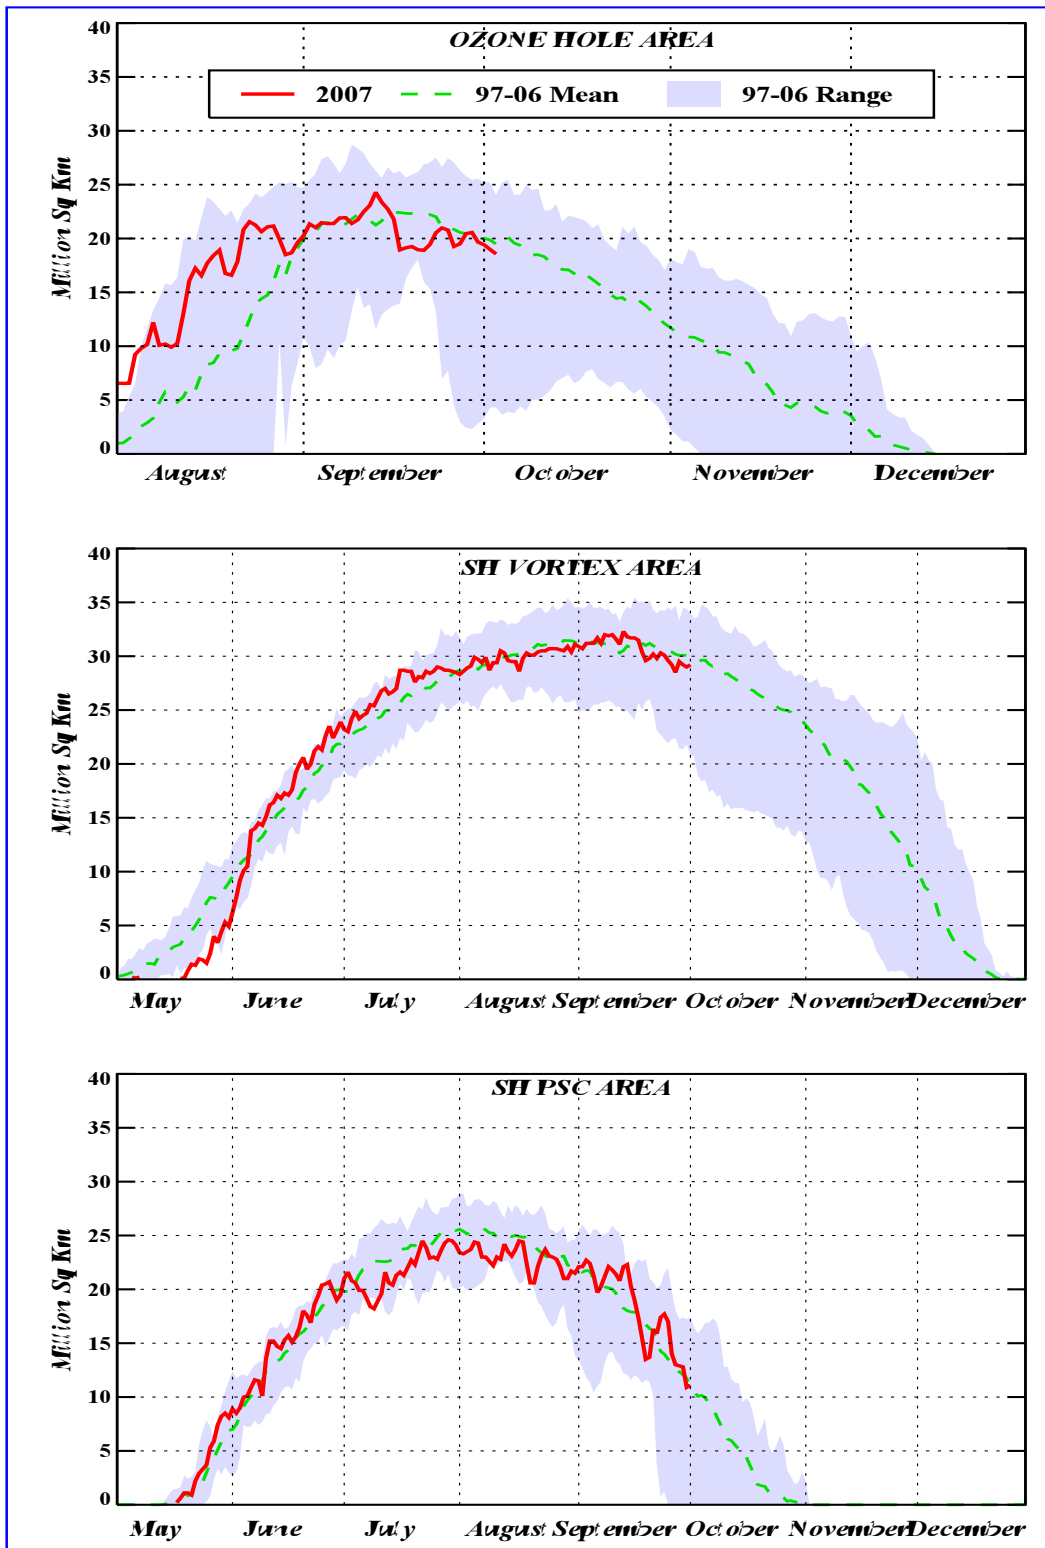 OZONE HOLE AREA
2007 97-06 Mean 97-06 Range
Million Sq Km
40
35
30
25
20
15
10
5
0
August September October November December
SH VORTEX AREA
Million Sq Km
40
35
30
25
20
15
10
5
0
May June July August September October November December
SH PSC AREA
Million Sq Km
40
35
30
25
20
15
10
5
0
May June July August September October November December